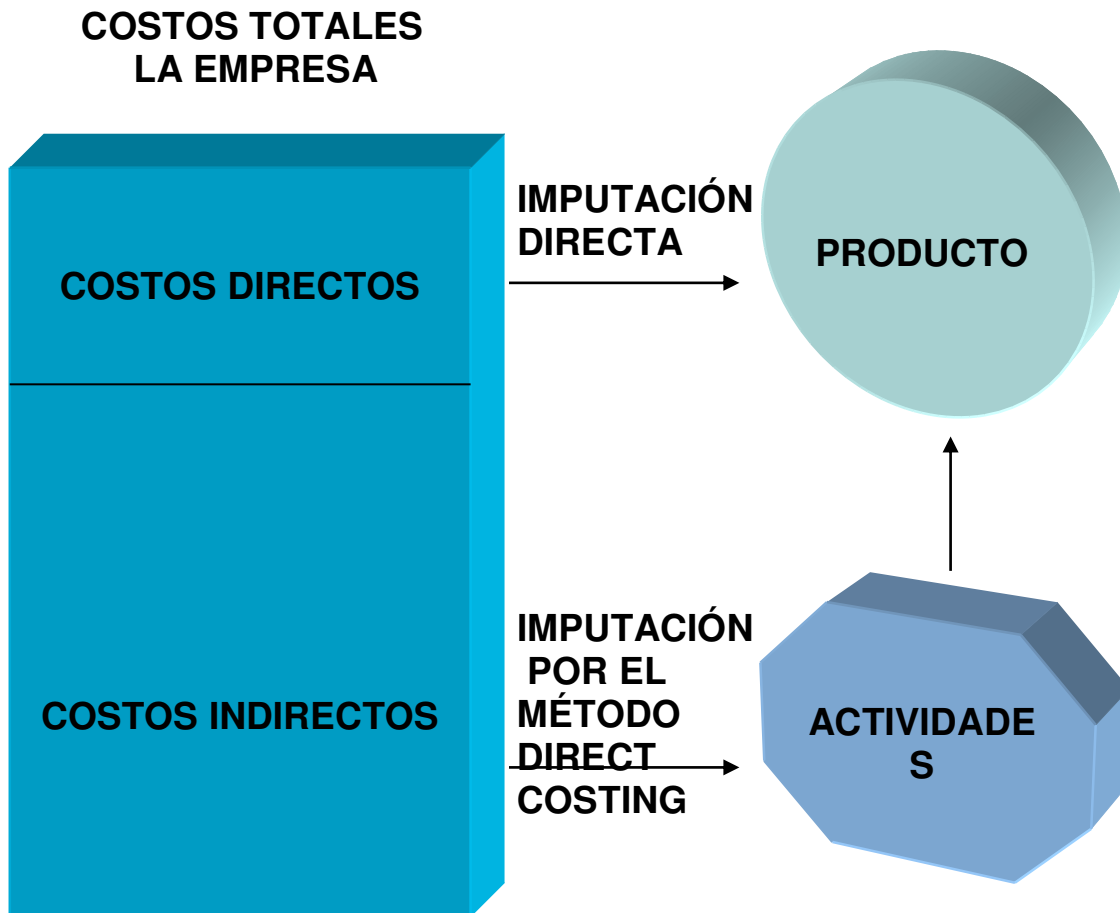 COSTOS TOTALES
LA EMPRESA
IMPUTACIÓN
DIRECTA
PRODUCTO
COSTOS DIRECTOS
IMPUTACIÓN
POR EL
MÉTODO
DIRECT
COSTING
COSTOS INDIRECTOS
ACTIVIDADE
S